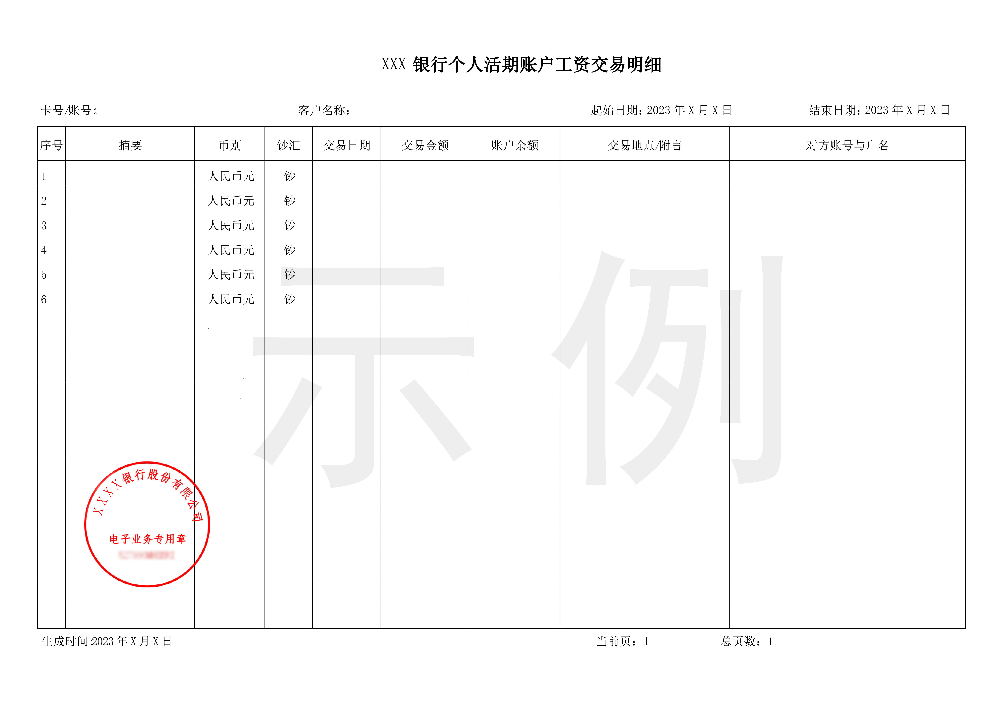 XXX 银行个人活期账户工资交易明细
卡号/账号: 客户名称: 起始日期: 2023 年 X 月 X 日 结束日期: 2023 年 X 月 X 日
序号 摘要 币别 钞汇 交易日期 交易金额 账户余额 交易地点/附言 对方账号与户名
1 人民币元 钞
2 人民币元 钞
3 人民币元 钞
4 人民币元 钞
5 人民币元 钞
6 人民币元 钞
示例
XXXX银行股份有限公司
电子业务专用章
生成时间:2023 年 X 月 X 日 当前页: 1 总页数: 1